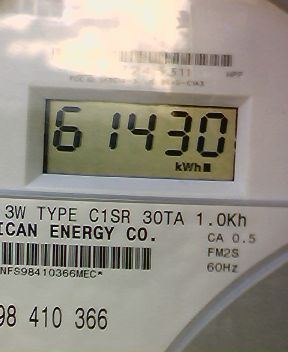 61430
kWh
3W TYPE C1SR 30TA 1.0Kh
ICAN ENERGY CO.
CA 0.5
FM2S
60Hz
NFS98410366MEC*
98 410 366